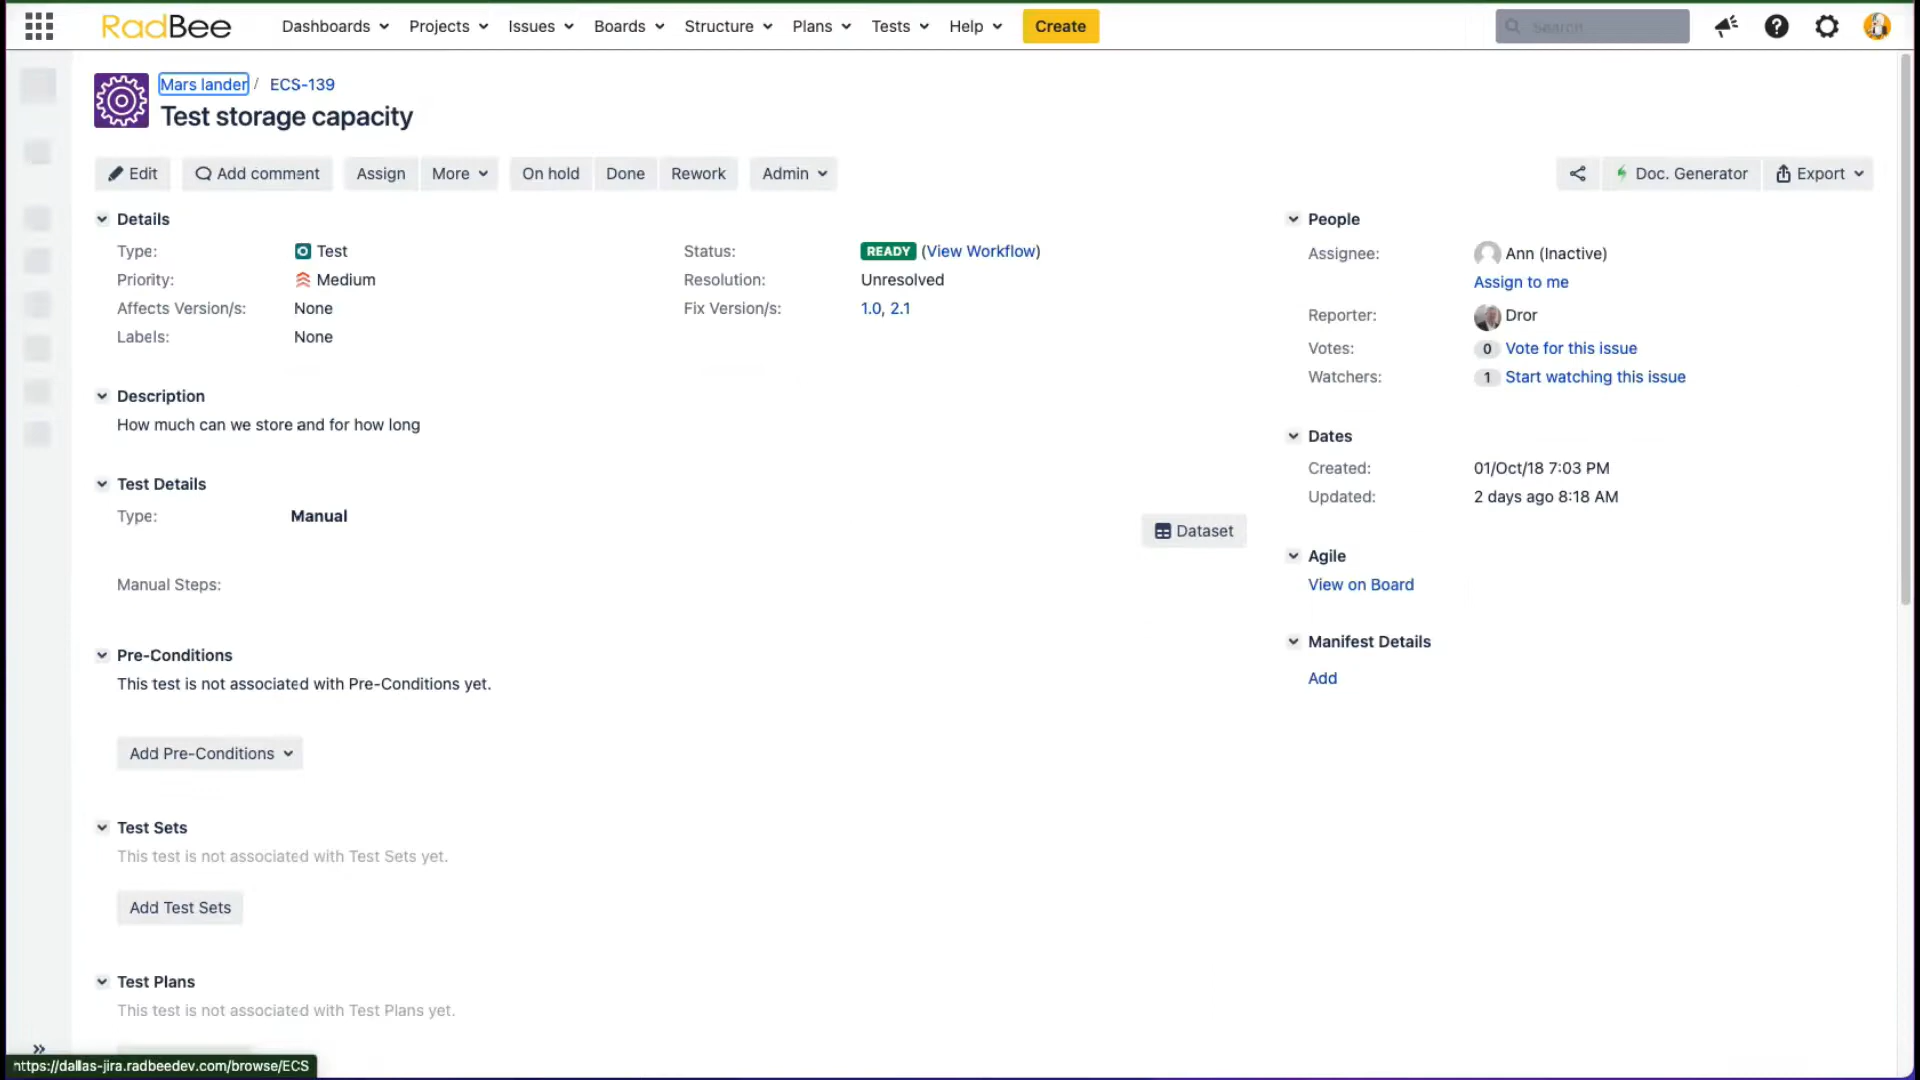 RadBee Dashboards Projects Issues Boards Structure Plans Tests Help Create Search
Mars lander / ECS-139
Test storage capacity
Edit Add comment Assign More On hold Done Rework Admin Doc. Generator Export
Details
Type: Test Status: READY (View Workflow)
Priority: Medium Resolution: Unresolved
Affects Version/s: None Fix Version/s: 1.0, 2.1
Labels: None
Description
How much can we store and for how long
Test Details
Type: Manual
Dataset
Manual Steps:
Pre-Conditions
This test is not associated with Pre-Conditions yet.
Add Pre-Conditions
Test Sets
This test is not associated with Test Sets yet.
Add Test Sets
Test Plans
This test is not associated with Test Plans yet.
People
Assignee: Ann (Inactive)
Assign to me
Reporter: Dror
Votes: 0 Vote for this issue
Watchers: 1 Start watching this issue
Dates
Created: 01/Oct/18 7:03 PM
Updated: 2 days ago 8:18 AM
Agile
View on Board
Manifest Details
Add
https://dallas-jira.radbeedev.com/browse/ECS